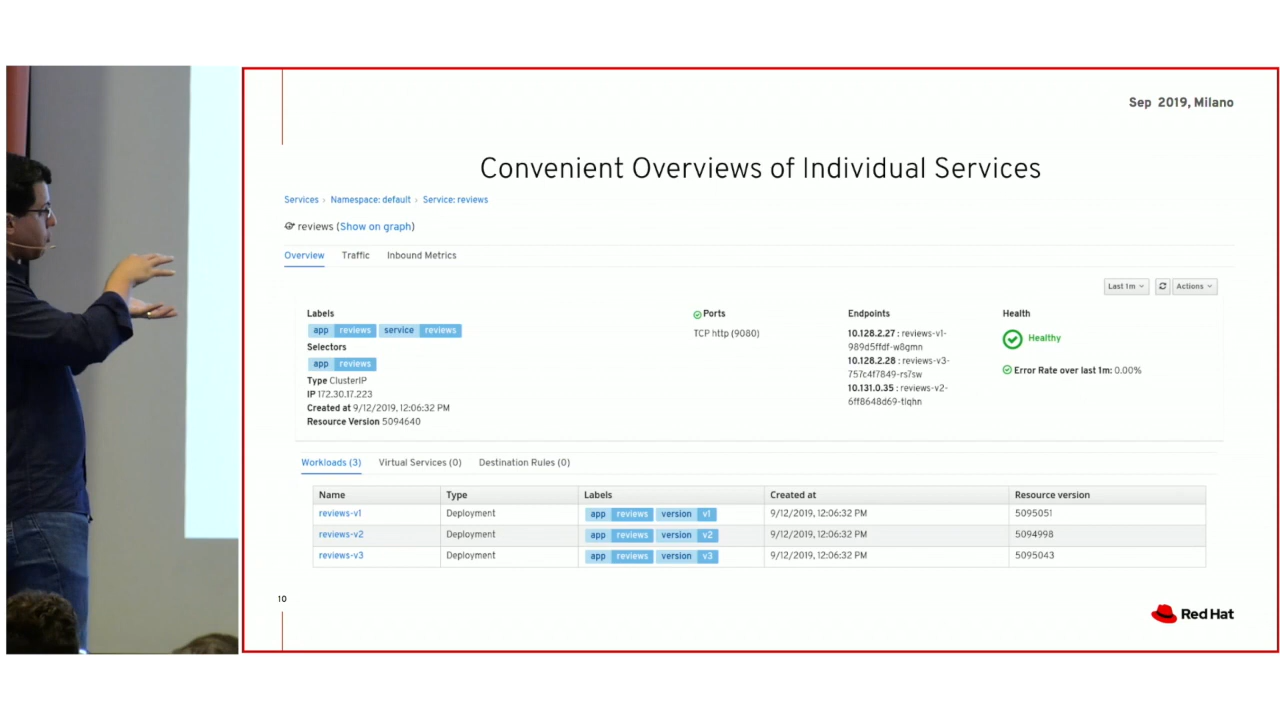 Sep 2019, Milano
Convenient Overviews of Individual Services
Services › Namespace: default › Service: reviews
reviews (Show on graph)
Overview Traffic Inbound Metrics
Last 1m Actions
Labels
app reviews service reviews
Selectors
app reviews
Type ClusterIP
IP 172.30.17.223
Created at 9/12/2019, 12:06:32 PM
Resource Version 5094640
Ports
TCP http (9080)
Endpoints
10.128.2.27 : reviews-v1-
989d5ffdf-w8gmn
10.128.2.28 : reviews-v3-
757c4f7849-rs7sw
10.131.0.35 : reviews-v2-
Health
Healthy
Error Rate over last 1m: 0.00%
Workloads (3) Virtual Services (0) Destination Rules (0)
Name Type Labels Created at Resource version
reviews-v1 Deployment app reviews version v1 9/12/2019, 12:06:32 PM 5095051
reviews-v2 Deployment app reviews version v2 9/12/2019, 12:06:32 PM 5094998
reviews-v3 Deployment app reviews version v3 9/12/2019, 12:06:32 PM 5095043
10
Red Hat